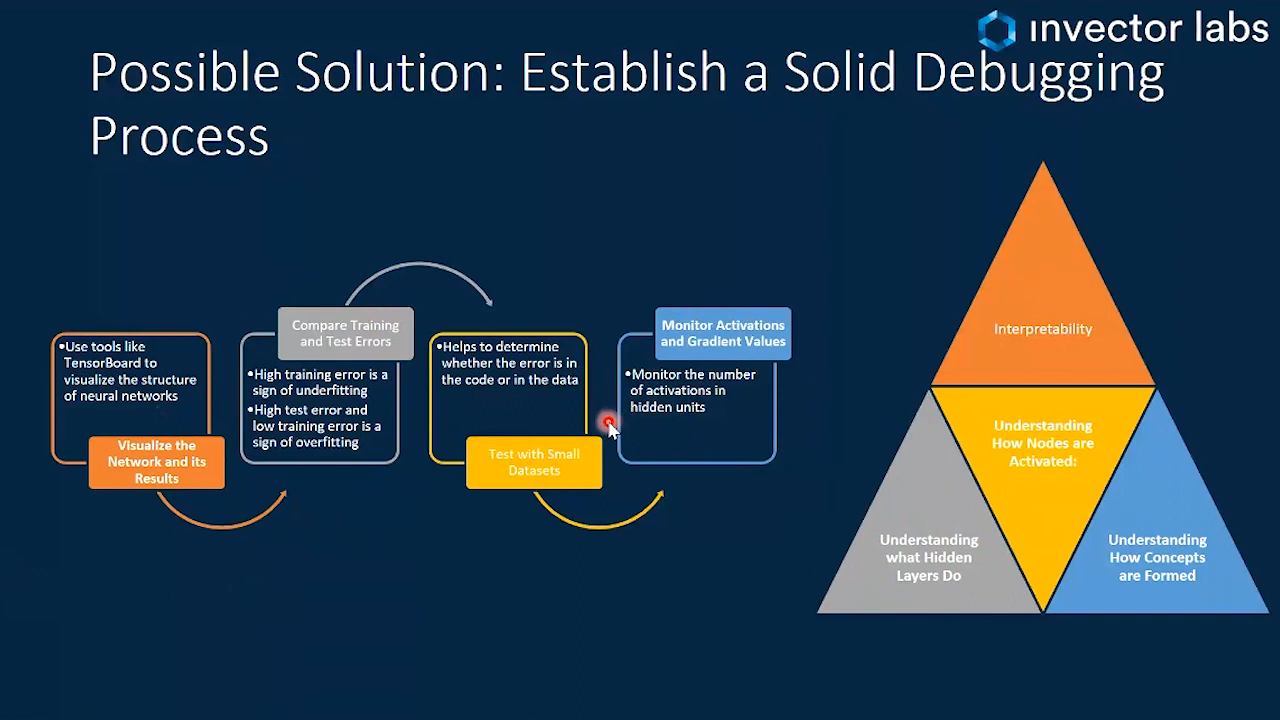 ınvector labs
Possible Solution: Establish a Solid Debugging
Process
•Use tools like
TensorBoard to
visualize the structure
of neural networks
Visualize the
Network and its
Results
Compare Training
and Test Errors
•High training error is a
sign of underfitting
•High test error and
low training error is a
sign of overfitting
•Helps to determine
whether the error is in
the code or in the data
Test with Small
Datasets
Monitor Activations
and Gradient Values
•Monitor the number
of activations in
hidden units
Interpretability
Understanding
How Nodes are
Activated:
Understanding
what Hidden
Layers Do
Understanding
How Concepts
are Formed